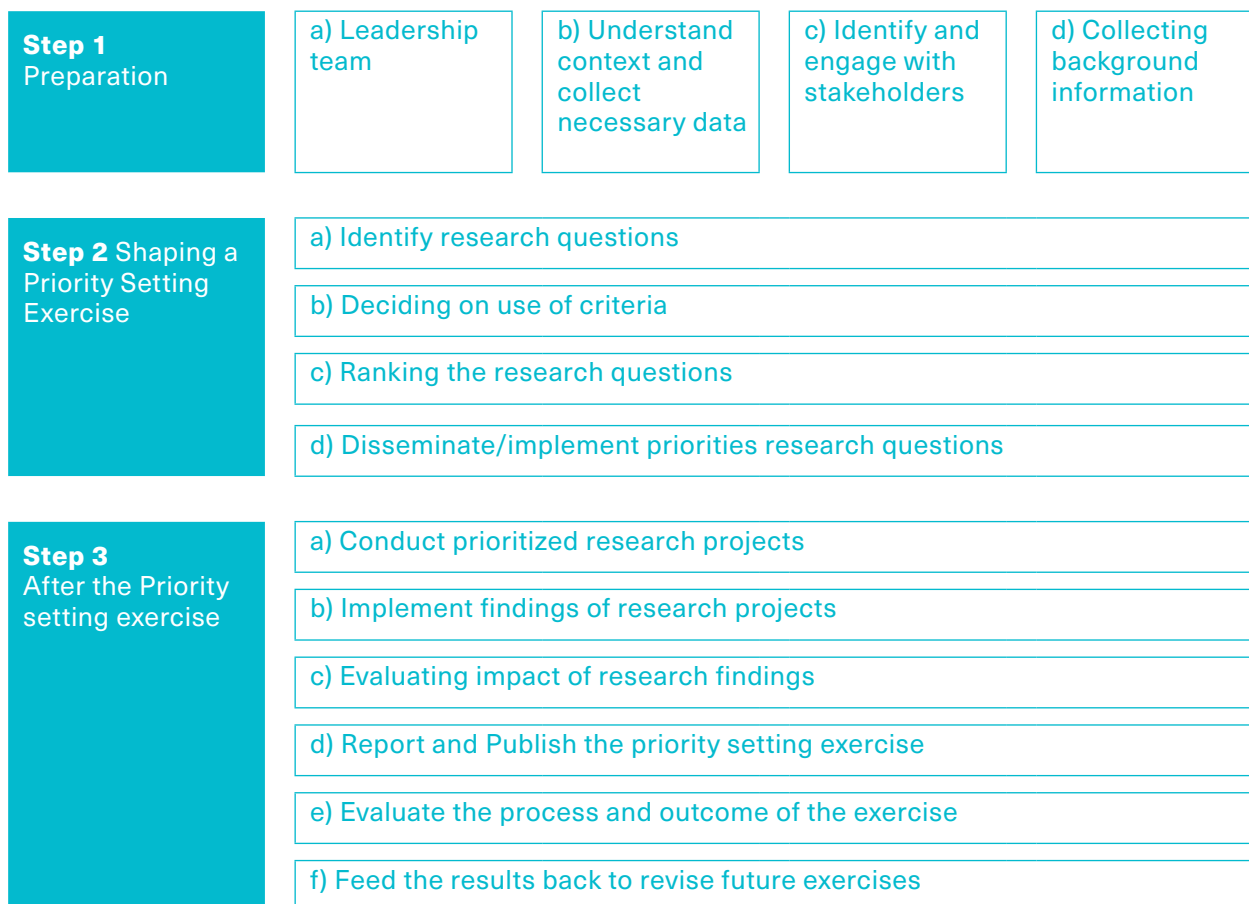 Step 1
Preparation
a) Leadership
team
b) Understand
context and
collect
necessary data
c) Identify and
engage with
stakeholders
d) Collecting
background
information
Step 2 Shaping a
Priority Setting
Exercise
a) Identify research questions
b) Deciding on use of criteria
c) Ranking the research questions
d) Disseminate/implement priorities research questions
Step 3
After the Priority
setting exercise
a) Conduct prioritized research projects
b) Implement findings of research projects
c) Evaluating impact of research findings
d) Report and Publish the priority setting exercise
e) Evaluate the process and outcome of the exercise
f) Feed the results back to revise future exercises